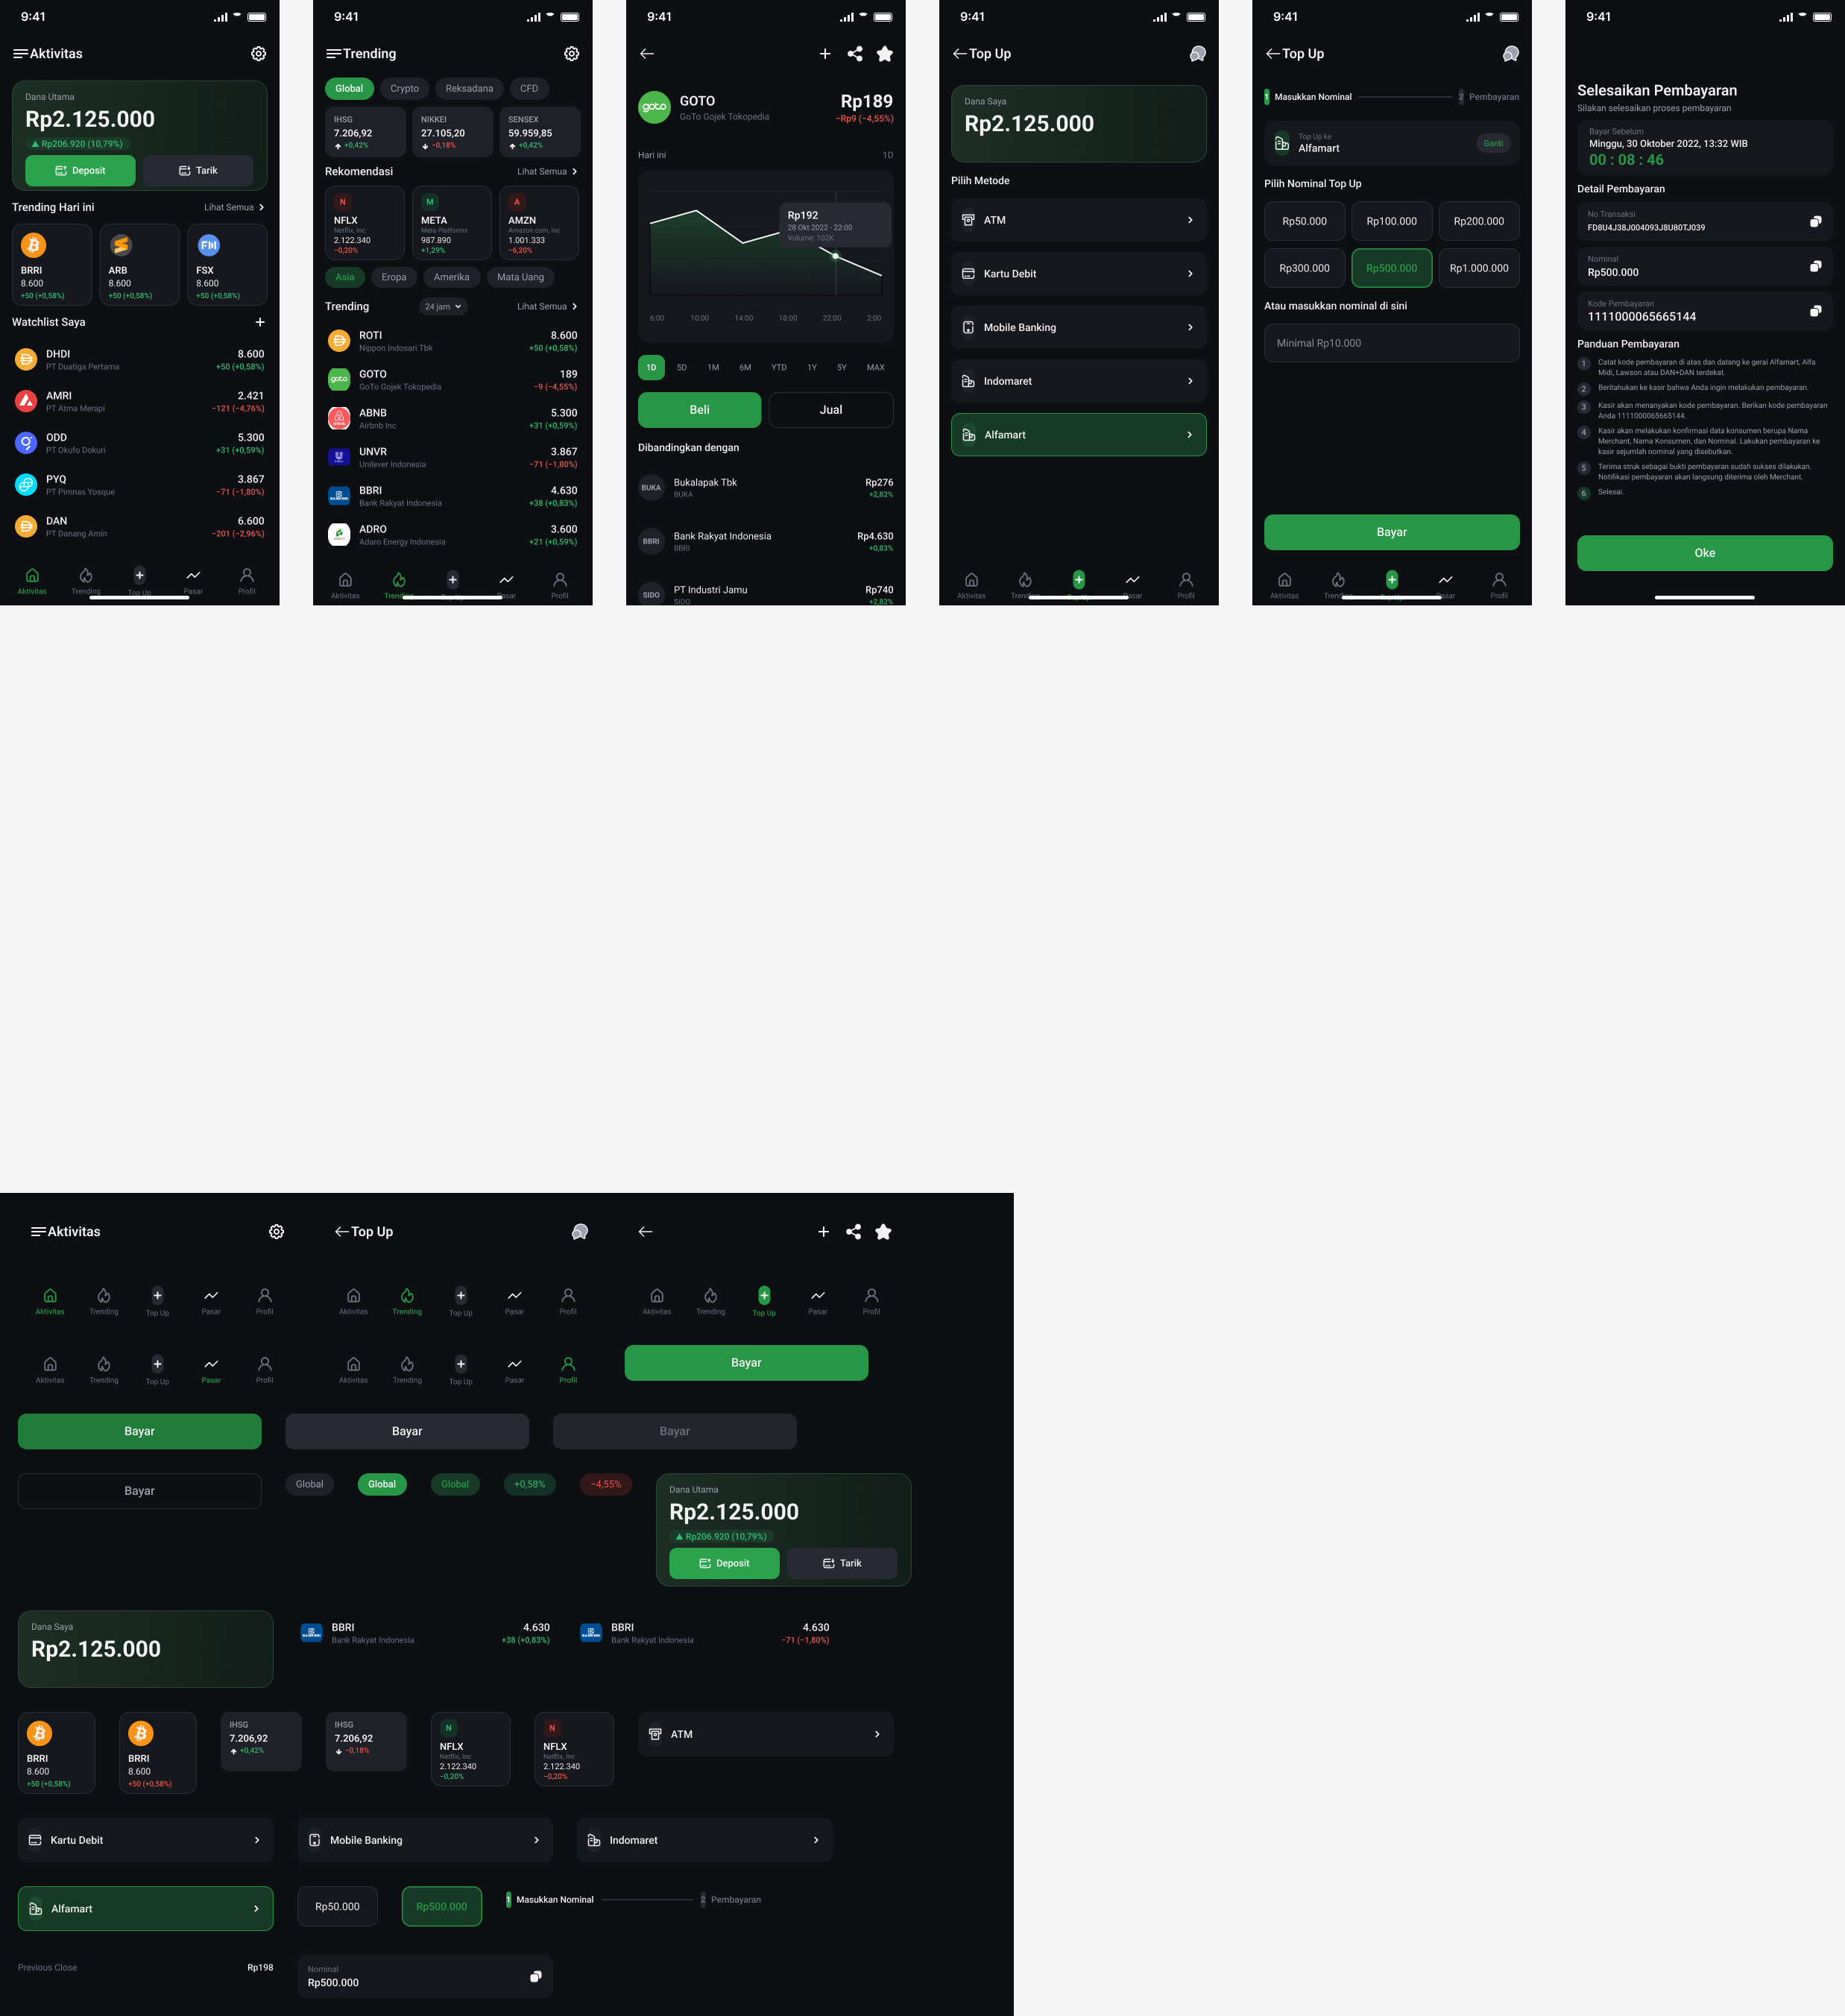 9:41
Aktivitas
Dana Utama
Rp2.125.000
Rp206.920 (10,79%)
Deposit
Tarik
Trending Hari ini
Lihat Semua
BRRI
8.600
+50 (+0,58%)
ARB
8.600
+50 (+0,58%)
FSX
8.600
+50 (+0,58%)
Watchlist Saya
DHDI
8.600
PT Duatiga Pertama
+50 (+0,58%)
AMRI
2.421
PT Atma Merapi
−121 (−4,76%)
ODD
5.300
PT Okufo Dokuri
+31 (+0,59%)
PYQ
3.867
PT Pimnas Yosque
−71 (−1,80%)
DAN
6.600
PT Danang Amin
−201 (−2,96%)
Aktivitas
Trending
Top Up
Pasar
Profil
9:41
Trending
Global
Crypto
Reksadana
CFD
IHSG
7.206,92
+0,42%
NIKKEI
27.105,20
−0,18%
SENSEX
59.959,85
+0,42%
Rekomendasi
Lihat Semua
N
NFLX
Netflix, Inc
2.122.340
−0,20%
M
META
Meta Platforms
987.890
+1,29%
A
AMZN
Amazon.com, Inc
1.001.333
−6,20%
Asia
Eropa
Amerika
Mata Uang
Trending
24 jam
Lihat Semua
ROTI
8.600
Nippon Indosari Tbk
+50 (+0,58%)
goto
GOTO
189
GoTo Gojek Tokopedia
−9 (−4,55%)
ABNB
5.300
Airbnb Inc
+31 (+0,59%)
UNVR
3.867
Unilever Indonesia
−71 (−1,80%)
BBRI
4.630
Bank Rakyat Indonesia
+38 (+0,83%)
ADRO
3.600
Adaro Energy Indonesia
+21 (+0,59%)
Aktivitas
Trending
Pasar
Profil
9:41
goto
GOTO
Rp189
GoTo Gojek Tokopedia
−Rp9 (−4,55%)
Hari ini
1D
Rp192
28 Okt 2022 - 22:00
Volume: 102K
6:00
10:00
14:00
18:00
22:00
2:00
1D
5D
1M
6M
YTD
1Y
5Y
MAX
Beli
Jual
Dibandingkan dengan
BUKA
Bukalapak Tbk
Rp276
BUKA
+2,82%
BBRI
Bank Rakyat Indonesia
Rp4.630
BBRI
+0,83%
SIDO
PT Industri Jamu
Rp740
SIDO
+2,82%
9:41
Top Up
Dana Saya
Rp2.125.000
Pilih Metode
ATM
Kartu Debit
Mobile Banking
Indomaret
Alfamart
Aktivitas
Trending
Pasar
Profil
9:41
Top Up
1
Masukkan Nominal
2
Pembayaran
Top Up ke
Alfamart
Ganti
Pilih Nominal Top Up
Rp50.000
Rp100.000
Rp200.000
Rp300.000
Rp500.000
Rp1.000.000
Atau masukkan nominal di sini
Minimal Rp10.000
Bayar
Aktivitas
Trending
Pasar
Profil
9:41
Selesaikan Pembayaran
Silakan selesaikan proses pembayaran
Bayar Sebelum
Minggu, 30 Oktober 2022, 13:32 WIB
00 : 08 : 46
Detail Pembayaran
No Transaksi
FD8U4J38J004093J8U80TJ039
Nominal
Rp500.000
Kode Pembayaran
1111000065665144
Panduan Pembayaran
1
Catat kode pembayaran di atas dan datang ke gerai Alfamart, Alfa
Midi, Lawson atau DAN+DAN terdekat.
2
Beritahukan ke kasir bahwa Anda ingin melakukan pembayaran.
3
Kasir akan menanyakan kode pembayaran. Berikan kode pembayaran
Anda 1111000065665144.
4
Kasir akan melakukan konfirmasi data konsumen berupa Nama
Merchant, Nama Konsumen, dan Nominal. Lakukan pembayaran ke
kasir sejumlah nominal yang disebutkan.
5
Terima struk sebagai bukti pembayaran sudah sukses dilakukan.
Notifikasi pembayaran akan langsung diterima oleh Merchant.
6
Selesai.
Oke
Aktivitas
Top Up
Aktivitas
Trending
Top Up
Pasar
Profil
Aktivitas
Trending
Top Up
Pasar
Profil
Aktivitas
Trending
Top Up
Pasar
Profil
Aktivitas
Trending
Top Up
Pasar
Profil
Aktivitas
Trending
Top Up
Pasar
Profil
Bayar
Bayar
Bayar
Bayar
Bayar
Global
Global
Global
+0,58%
−4,55%
Dana Utama
Rp2.125.000
Rp206.920 (10,79%)
Deposit
Tarik
Dana Saya
Rp2.125.000
BBRI
4.630
Bank Rakyat Indonesia
+38 (+0,83%)
BBRI
4.630
Bank Rakyat Indonesia
−71 (−1,80%)
BRRI
8.600
+50 (+0,58%)
BRRI
8.600
+50 (+0,58%)
IHSG
7.206,92
+0,42%
IHSG
7.206,92
−0,18%
N
NFLX
Netflix, Inc
2.122.340
−0,20%
N
NFLX
Netflix, Inc
2.122.340
−0,20%
ATM
Kartu Debit
Mobile Banking
Indomaret
Alfamart
Rp50.000
Rp500.000
1
Masukkan Nominal
2
Pembayaran
Previous Close
Rp198
Nominal
Rp500.000